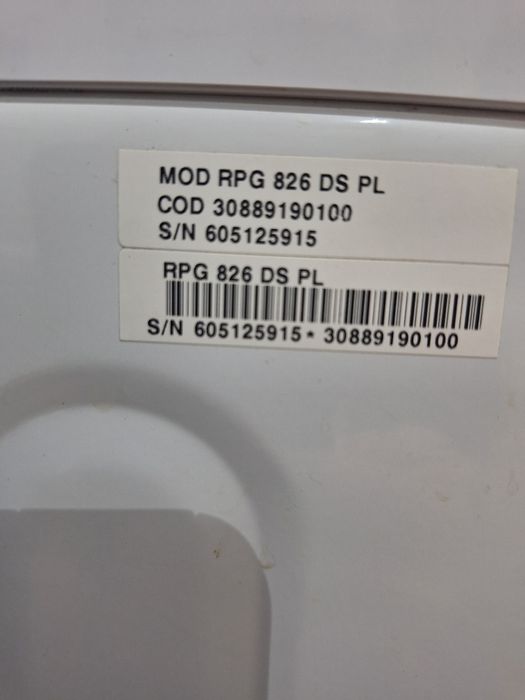 MOD RPG 826 DS PL
COD 30889190100
S/N 605125915
RPG 826 DS PL
S/N 605125915* 30889190100